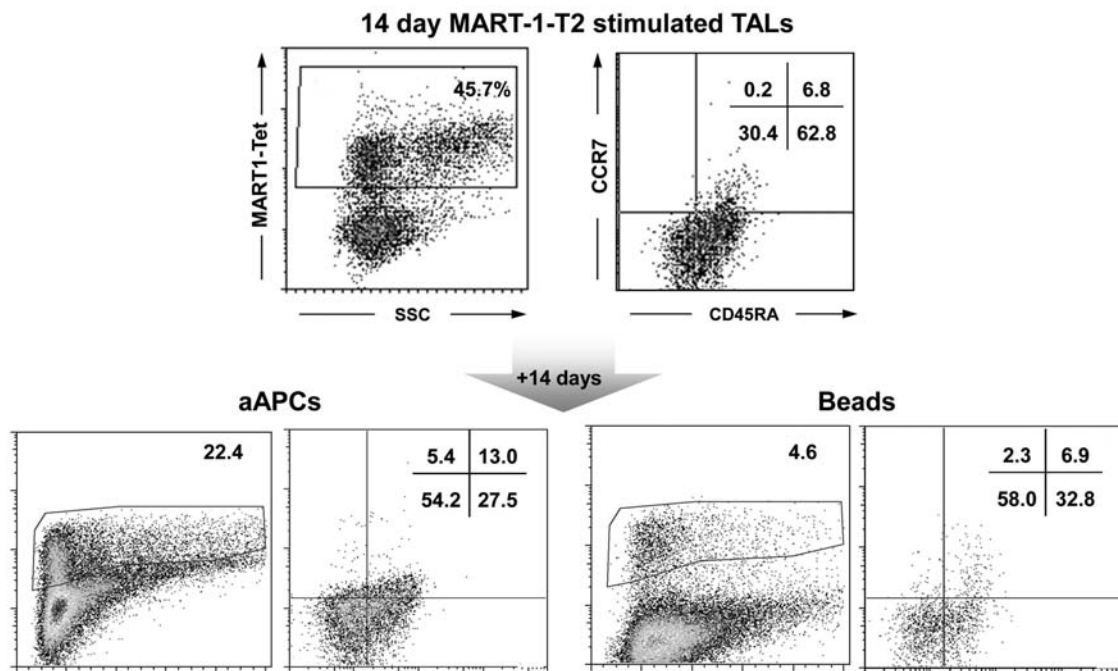 14 day MART-1-T2 stimulated TALs
MART1-Tet
45.7%
SSC
CCR7
0.2 6.8
30.4 62.8
CD45RA
+14 days
aAPCs
Beads
22.4
5.4 13.0
54.2 27.5
4.6
2.3 6.9
58.0 32.8